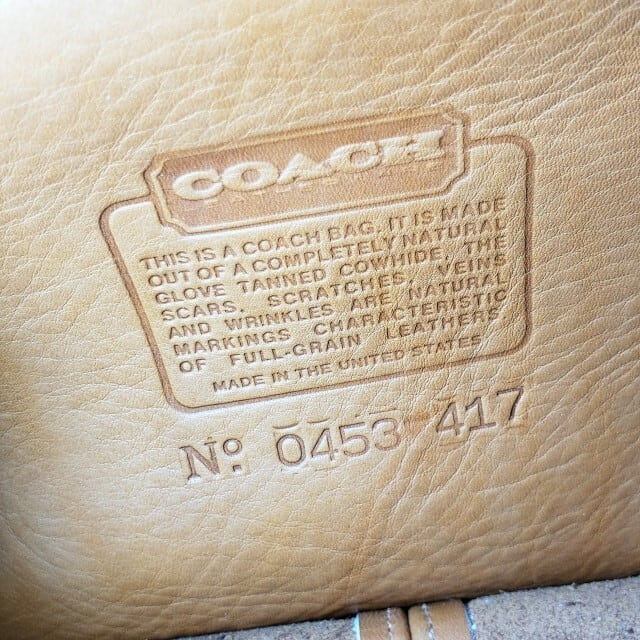 COACH
THIS IS A COACH BAG. IT IS MADE
OUT OF A COMPLETELY NATURAL
GLOVE TANNED COWHIDE, THE
SCARS, SCRATCHES, VEINS
AND WRINKLES ARE NATURAL
MARKINGS CHARACTERISTIC
OF FULL-GRAIN LEATHERS
MADE IN THE UNITED STATES
No: 0453-417